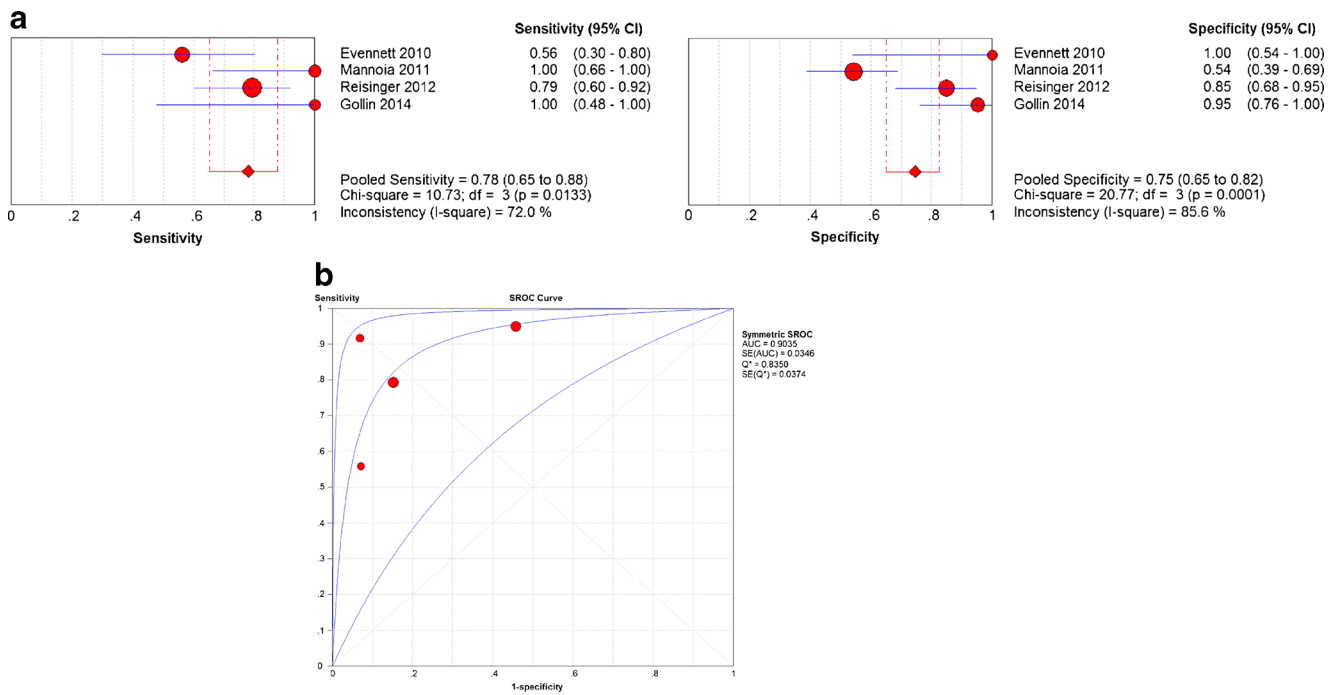 a
Sensitivity (95% CI)
Evennett 2010 0.56 (0.30 - 0.80)
Mannoia 2011 1.00 (0.66 - 1.00)
Reisinger 2012 0.79 (0.60 - 0.92)
Gollin 2014 1.00 (0.48 - 1.00)
Pooled Sensitivity = 0.78 (0.65 to 0.88)
Chi-square = 10.73; df = 3 (p = 0.0133)
Inconsistency (I-square) = 72.0 %
0 .2 .4 .6 .8 1
Sensitivity
Specificity (95% CI)
Evennett 2010 1.00 (0.54 - 1.00)
Mannoia 2011 0.54 (0.39 - 0.69)
Reisinger 2012 0.85 (0.68 - 0.95)
Gollin 2014 0.95 (0.76 - 1.00)
Pooled Specificity = 0.75 (0.65 to 0.82)
Chi-square = 20.77; df = 3 (p = 0.0001)
Inconsistency (I-square) = 85.6 %
0 .2 .4 .6 .8 1
Specificity
b
Sensitivity SROC Curve
1
.9
.8
.7
.6
.5
.4
.3
.2
.1
0
0 .2 .4 .6 .8 1
1-specificity
Symmetric SROC
AUC = 0.9035
SE(AUC) = 0.0346
Q* = 0.8350
SE(Q*) = 0.0374